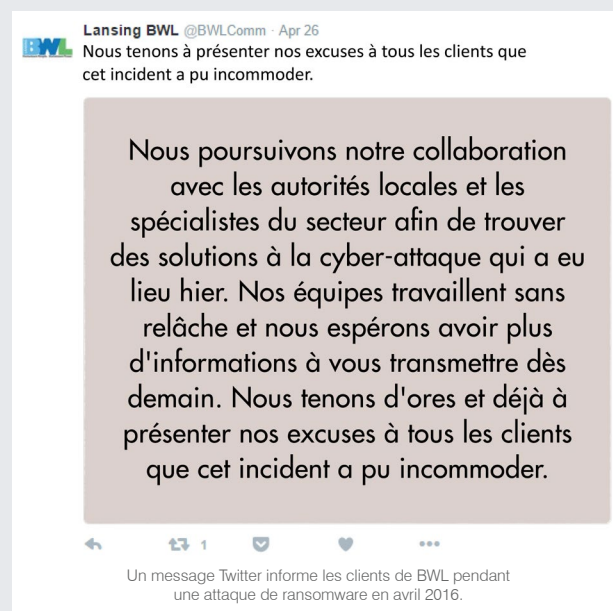 Lansing BWL @BWLComm · Apr 26
BWL
Nous tenons à présenter nos excuses à tous les clients que
cet incident a pu incommoder.
Nous poursuivons notre collaboration
avec les autorités locales et les
spécialistes du secteur afin de trouver
des solutions à la cyber-attaque qui a eu
lieu hier. Nos équipes travaillent sans
relâche et nous espérons avoir plus
d'informations à vous transmettre dès
demain. Nous tenons d'ores et déjà à
présenter nos excuses à tous les clients
que cet incident a pu incommoder.
1
Un message Twitter informe les clients de BWL pendant
une attaque de ransomware en avril 2016.